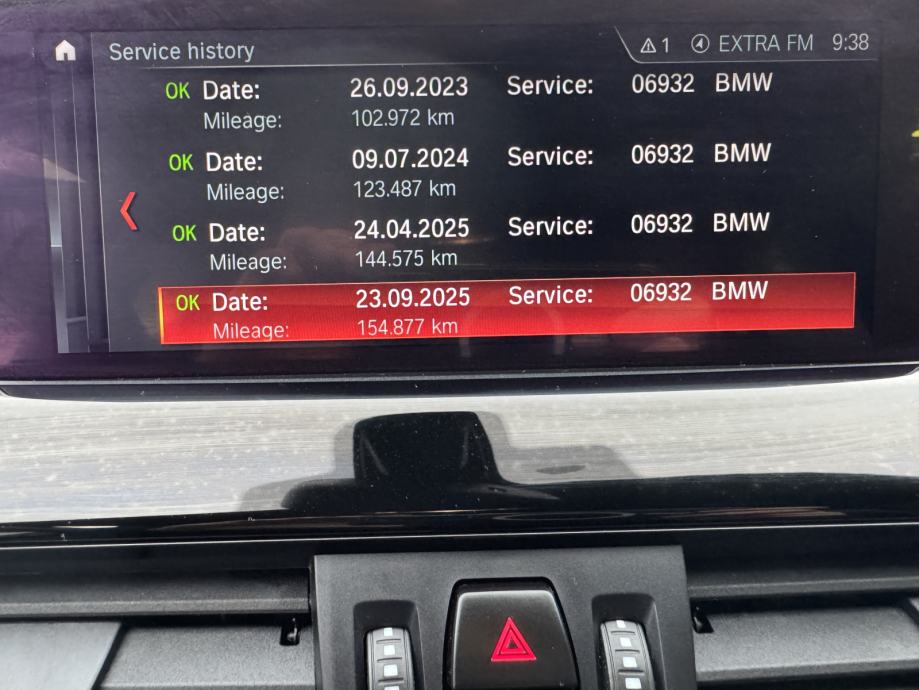 Service history 1 EXTRA FM 9:38
OK Date: 26.09.2023 Service: 06932 BMW
Mileage: 102.972 km
OK Date: 09.07.2024 Service: 06932 BMW
Mileage: 123.487 km
OK Date: 24.04.2025 Service: 06932 BMW
Mileage: 144.575 km
OK Date: 23.09.2025 Service: 06932 BMW
Mileage: 154.877 km